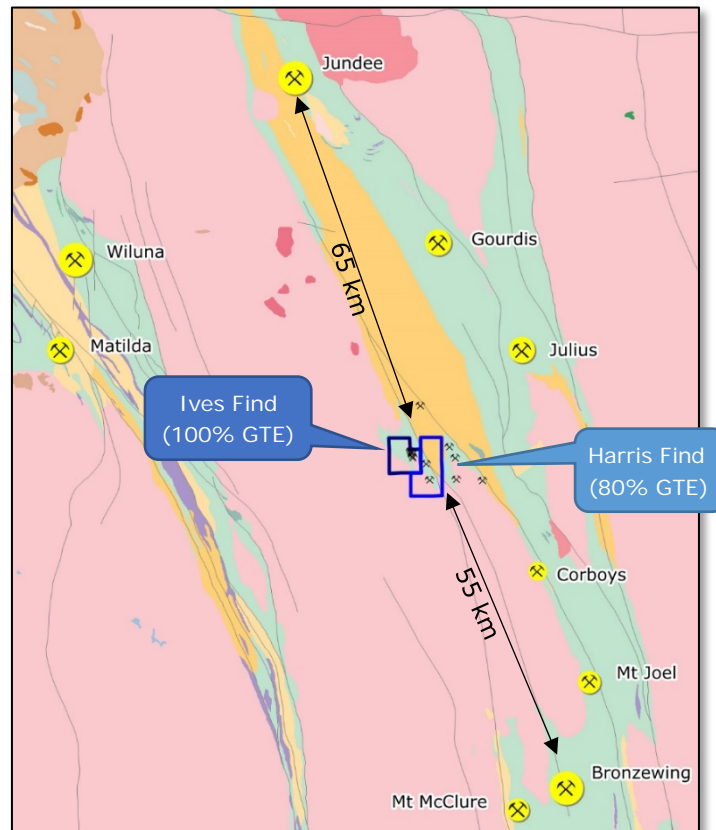 Jundee
Gourdis
Wiluna
65 km
Matilda
Julius
Ives Find
(100% GTE)
Harris Find
(80% GTE)
Corboys
55 km
Mt Joel
Bronzewing
Mt McClure